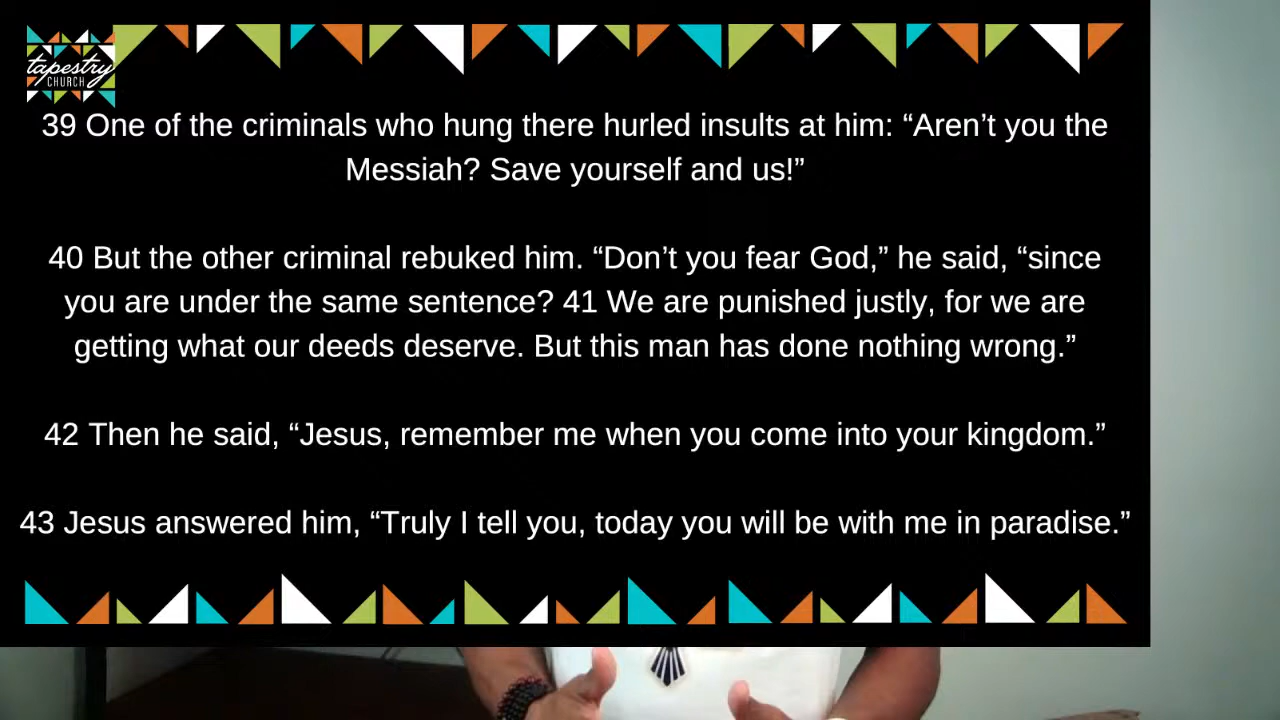 tapestry
CHURCH
39 One of the criminals who hung there hurled insults at him: “Aren’t you the
Messiah? Save yourself and us!”
40 But the other criminal rebuked him. “Don’t you fear God,” he said, “since
you are under the same sentence? 41 We are punished justly, for we are
getting what our deeds deserve. But this man has done nothing wrong.”
42 Then he said, “Jesus, remember me when you come into your kingdom.”
43 Jesus answered him, “Truly I tell you, today you will be with me in paradise.”